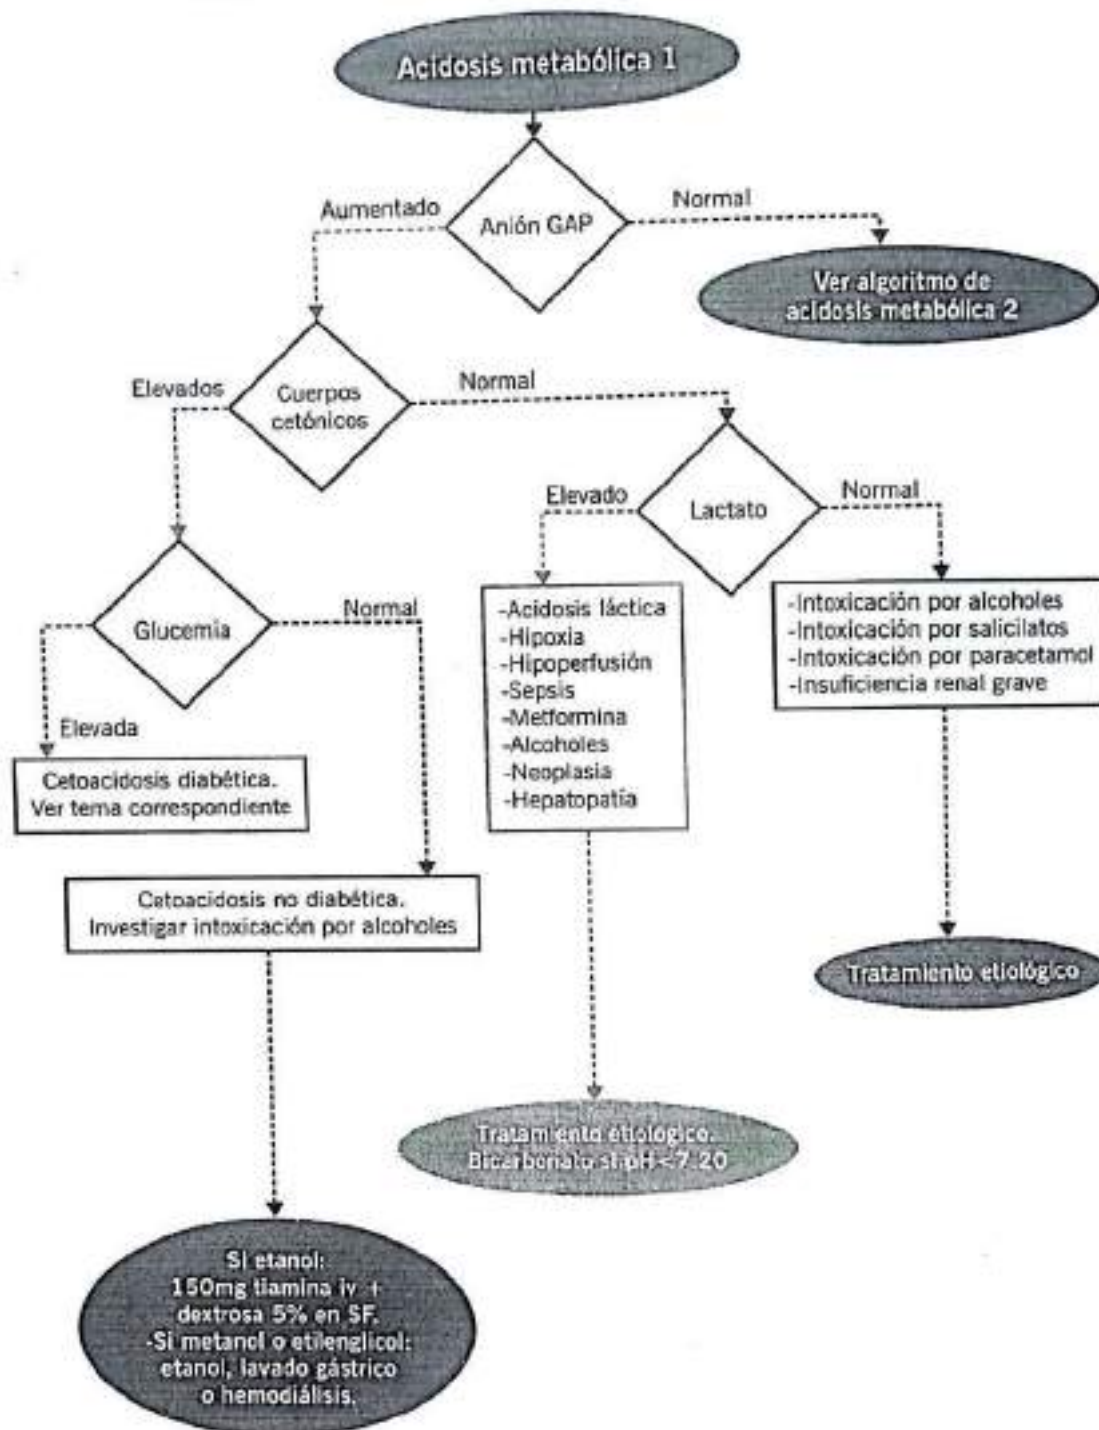 Acidosis metabólica 1
Aumentado
Anión GAP
Normal
Ver algoritmo de
acidosis metabólica 2
Elevados
Cuerpos
cetónicos
Normal
Elevado
Lactato
Normal
Glucemia
Normal
Elevada
-Acidosis láctica
-Hipoxia
-Hipoperfusión
-Sepsis
-Metformina
-Alcoholes
-Neoplasia
-Hepatopatía
-Intoxicación por alcoholes
-Intoxicación por salicilatos
-Intoxicación por paracetamol
-Insuficiencia renal grave
Cetoacidosis diabética.
Ver tema correspondiente
Cetoacidosis no diabética.
Investigar intoxicación por alcoholes
Tratamiento etiológico
Tratamiento etiológico.
Bicarbonato si pH<7.20
Si etanol:
150mg tiamina iv +
dextrosa 5% en SF.
-Si metanol o etilenglicol:
etanol, lavado gástrico
o hemodiálisis.